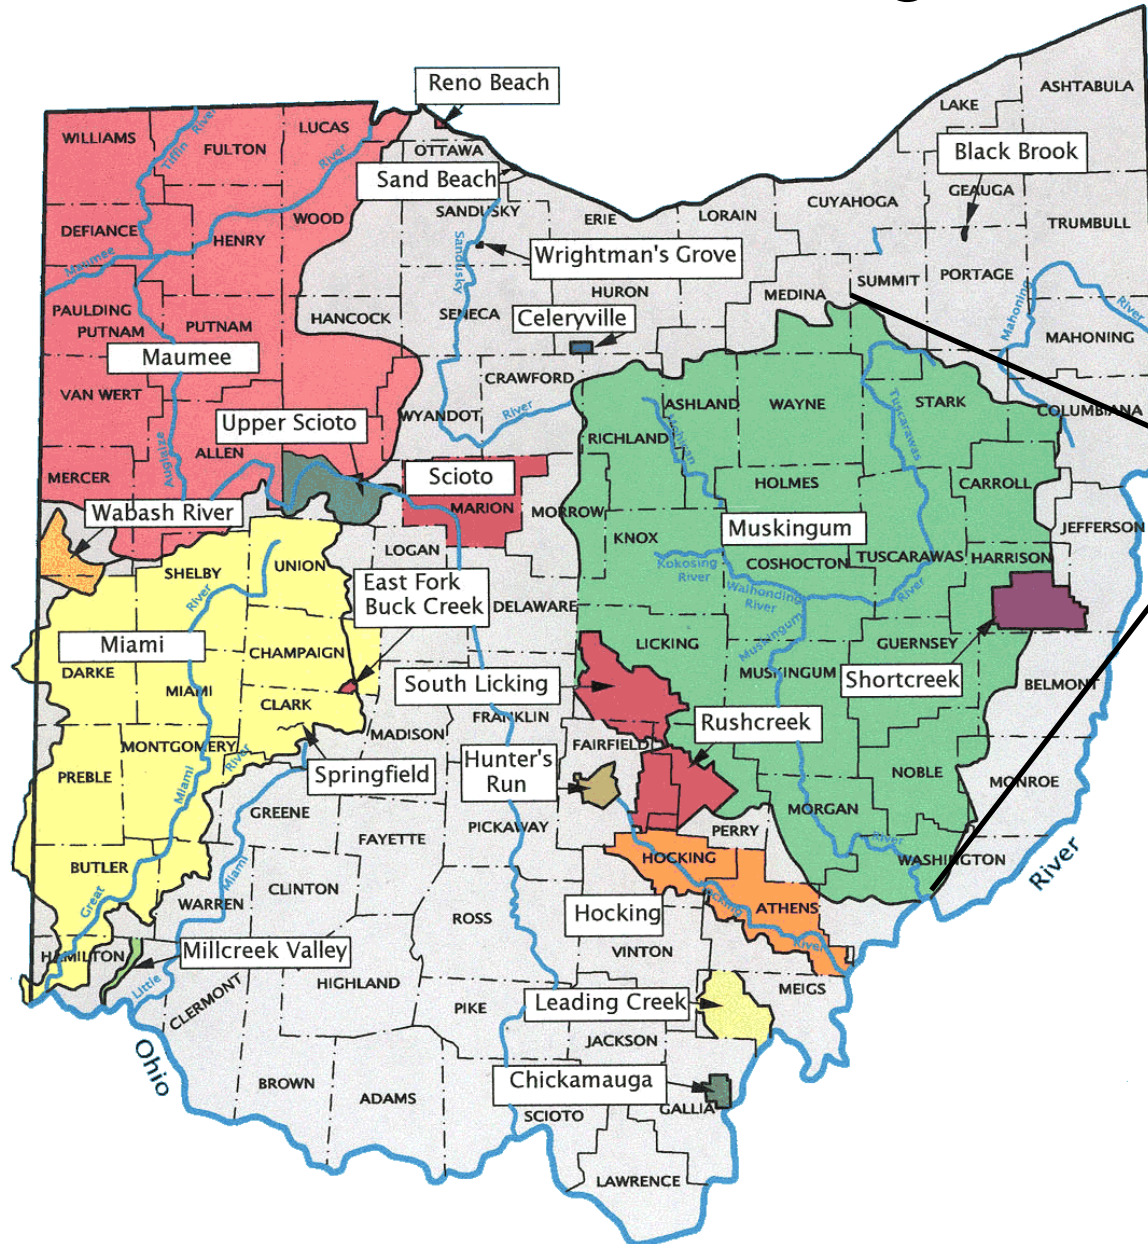 Reno Beach
ASHTABULA
LAKE
WILLIAMS
Tiffin River
FULTON
LUCAS
River
OTTAWA
Black Brook
GEAUGA
Sand Beach
SANDUSKY
ERIE
LORAIN
CUYAHOGA
TRUMBULL
DEFIANCE
HENRY
WOOD
Maumee
Sandusky
Wrightman's Grove
SUMMIT
PORTAGE
Mahoning
River
PAULDING
PUTNAM
PUTNAM
HANCOCK
SENECA
HURON
MEDINA
Celeryville
MAHONING
Maumee
VAN WERT
CRAWFORD
WYANDOT
River
ASHLAND
WAYNE
STARK
COLUMBIANA
Tuscarawas
Mohican
RICHLAND
Upper Scioto
ALLEN
Auglaize
MERCER
Scioto
MARION
HOLMES
CARROLL
Wabash River
MORROW
KNOX
Muskingum
JEFFERSON
LOGAN
UNION
SHELBY
River
Kokosing
River
COSHOCTON
TUSCARAWAS
HARRISON
East Fork
Buck Creek
DELAWARE
Walhonding
River
River
Miami
CHAMPAIGN
LICKING
Muskingum
GUERNSEY
DARKE
MIAMI
CLARK
South Licking
MUSKINGUM
Shortcreek
BELMONT
FRANKLIN
MADISON
Rushcreek
MONTGOMERY
River
FAIRFIELD
PREBLE
Miami
Springfield
Hunter's
Run
NOBLE
MONROE
GREENE
MORGAN
FAYETTE
PICKAWAY
PERRY
River
WASHINGTON
River
BUTLER
HOCKING
Great
Miami
WARREN
CLINTON
ROSS
Hocking
Hocking
ATHENS
River
HAMILTON
Millcreek Valley
VINTON
Little
CLERMONT
HIGHLAND
PIKE
Leading Creek
MEIGS
JACKSON
Ohio
BROWN
ADAMS
Chickamauga
SCIOTO
GALLIA
LAWRENCE